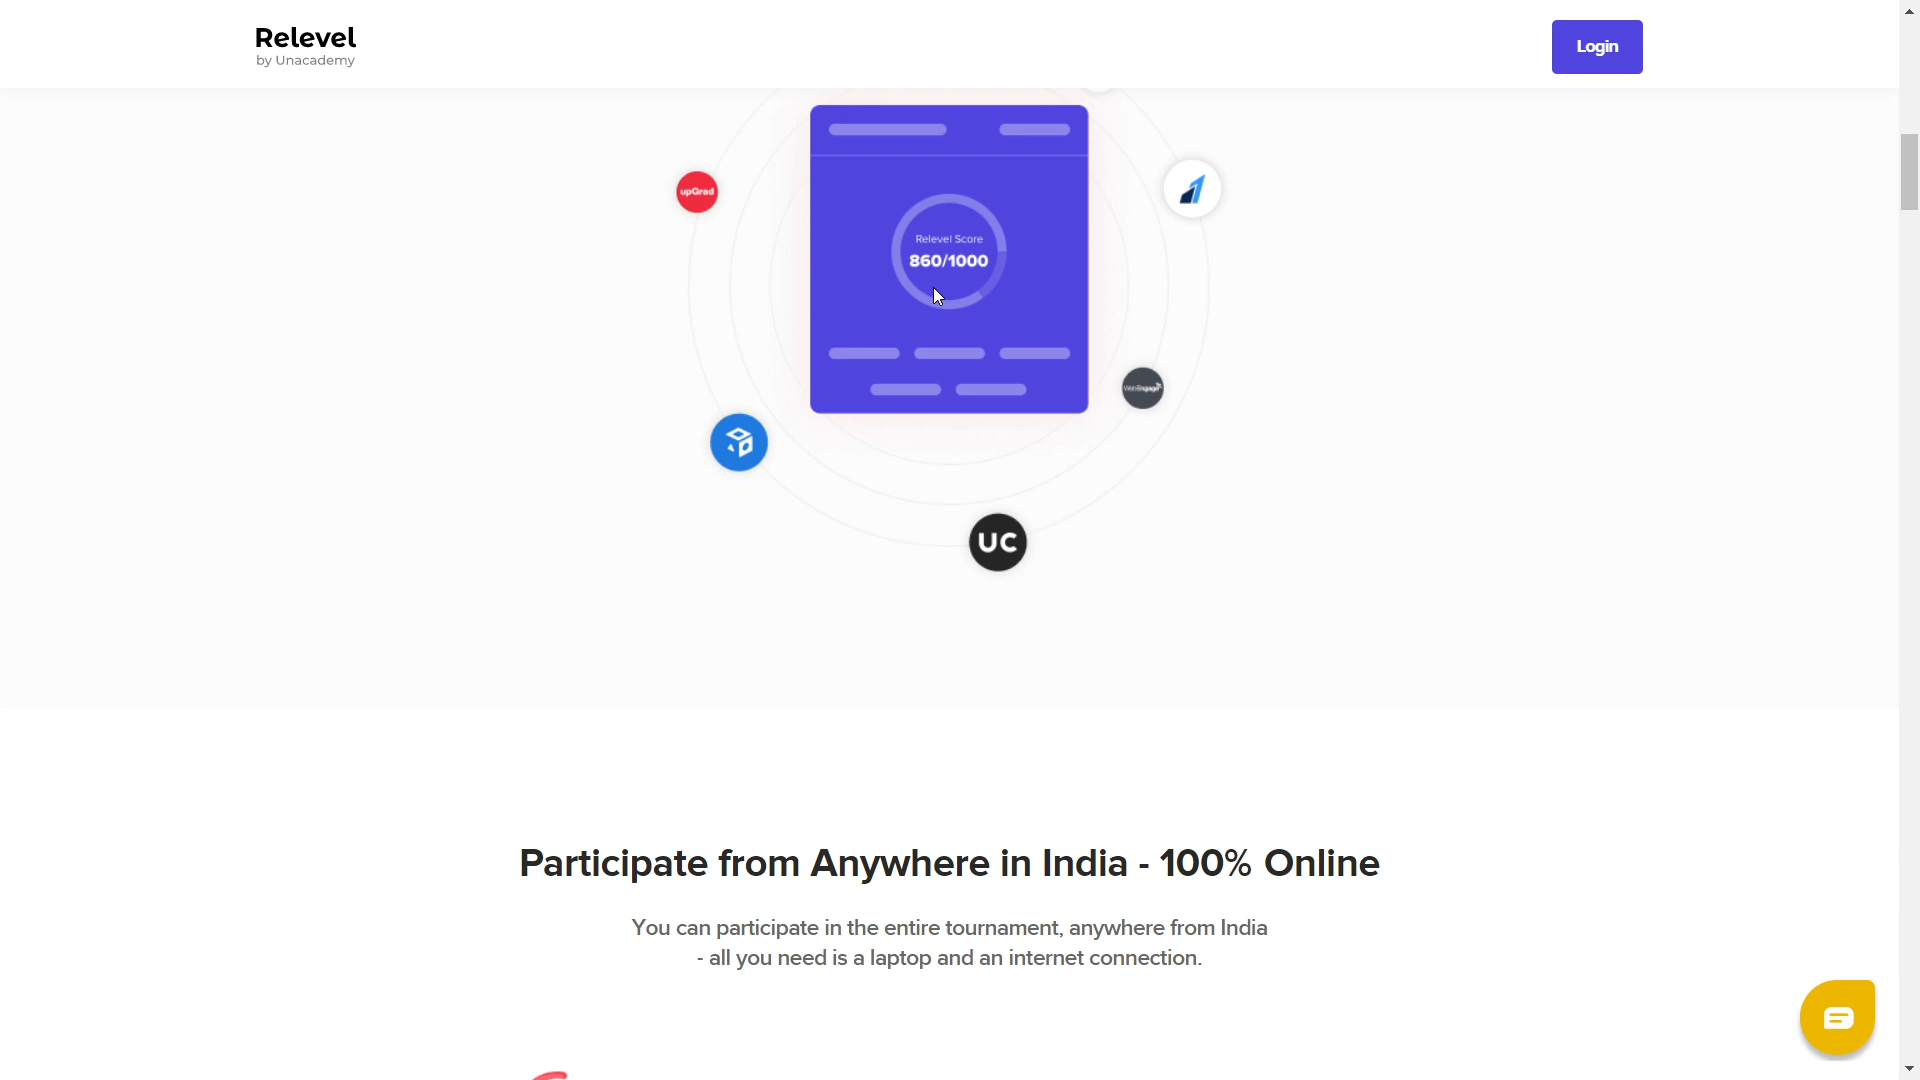 Relevel
by Unacademy
Login
upGrad
Relevel Score
860/1000
WebEngage
UC
Participate from Anywhere in India - 100% Online
You can participate in the entire tournament, anywhere from India
- all you need is a laptop and an internet connection.